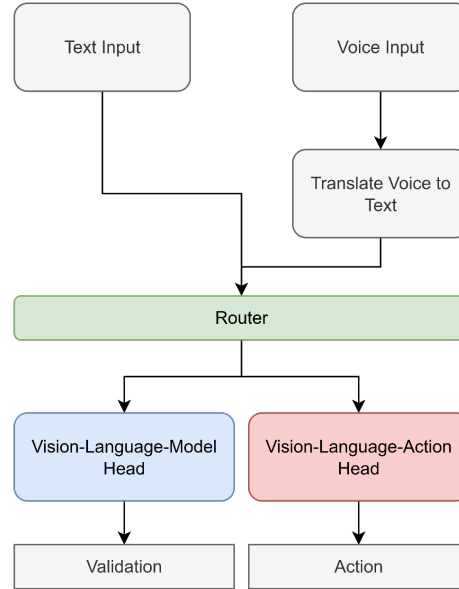 Text Input
Voice Input
Translate Voice to
Text
Router
Vision-Language-Model
Head
Vision-Language-Action
Head
Validation
Action